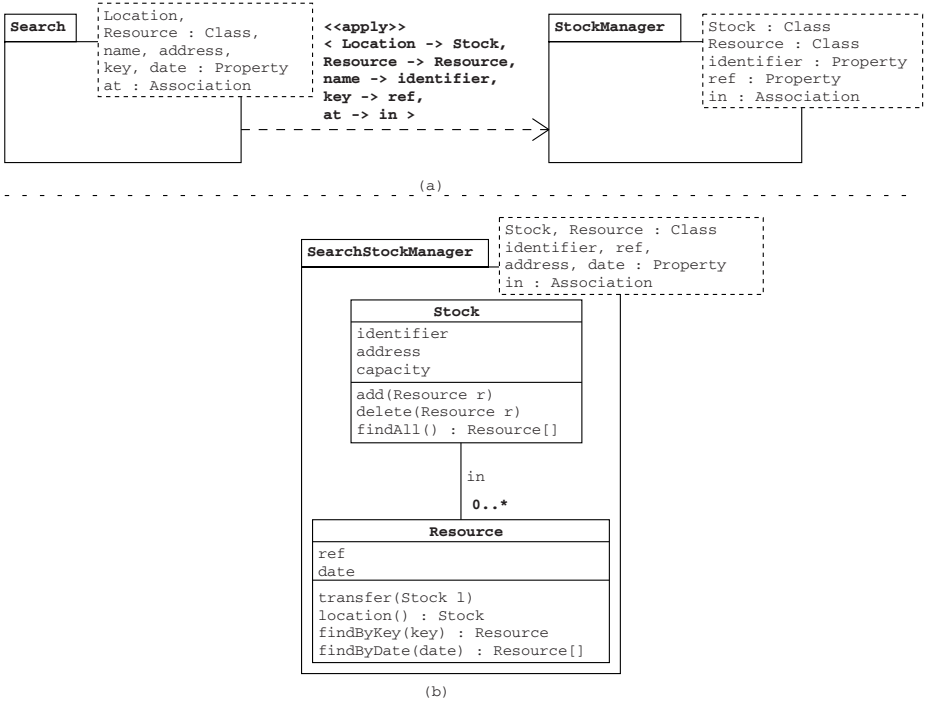 Search
Location,
Resource : Class,
name, address,
key, date : Property
at : Association
<<apply>>
< Location -> Stock,
Resource -> Resource,
name -> identifier,
key -> ref,
at -> in >
StockManager
Stock : Class
Resource : Class
identifier : Property
ref : Property
in : Association
(a)
SearchStockManager
Stock, Resource : Class
identifier, ref,
address, date : Property
in : Association
Stock
identifier
address
capacity
add(Resource r)
delete(Resource r)
findAll() : Resource[]
in
0..*
Resource
ref
date
transfer(Stock l)
location() : Stock
findByKey(key) : Resource
findByDate(date) : Resource[]
(b)